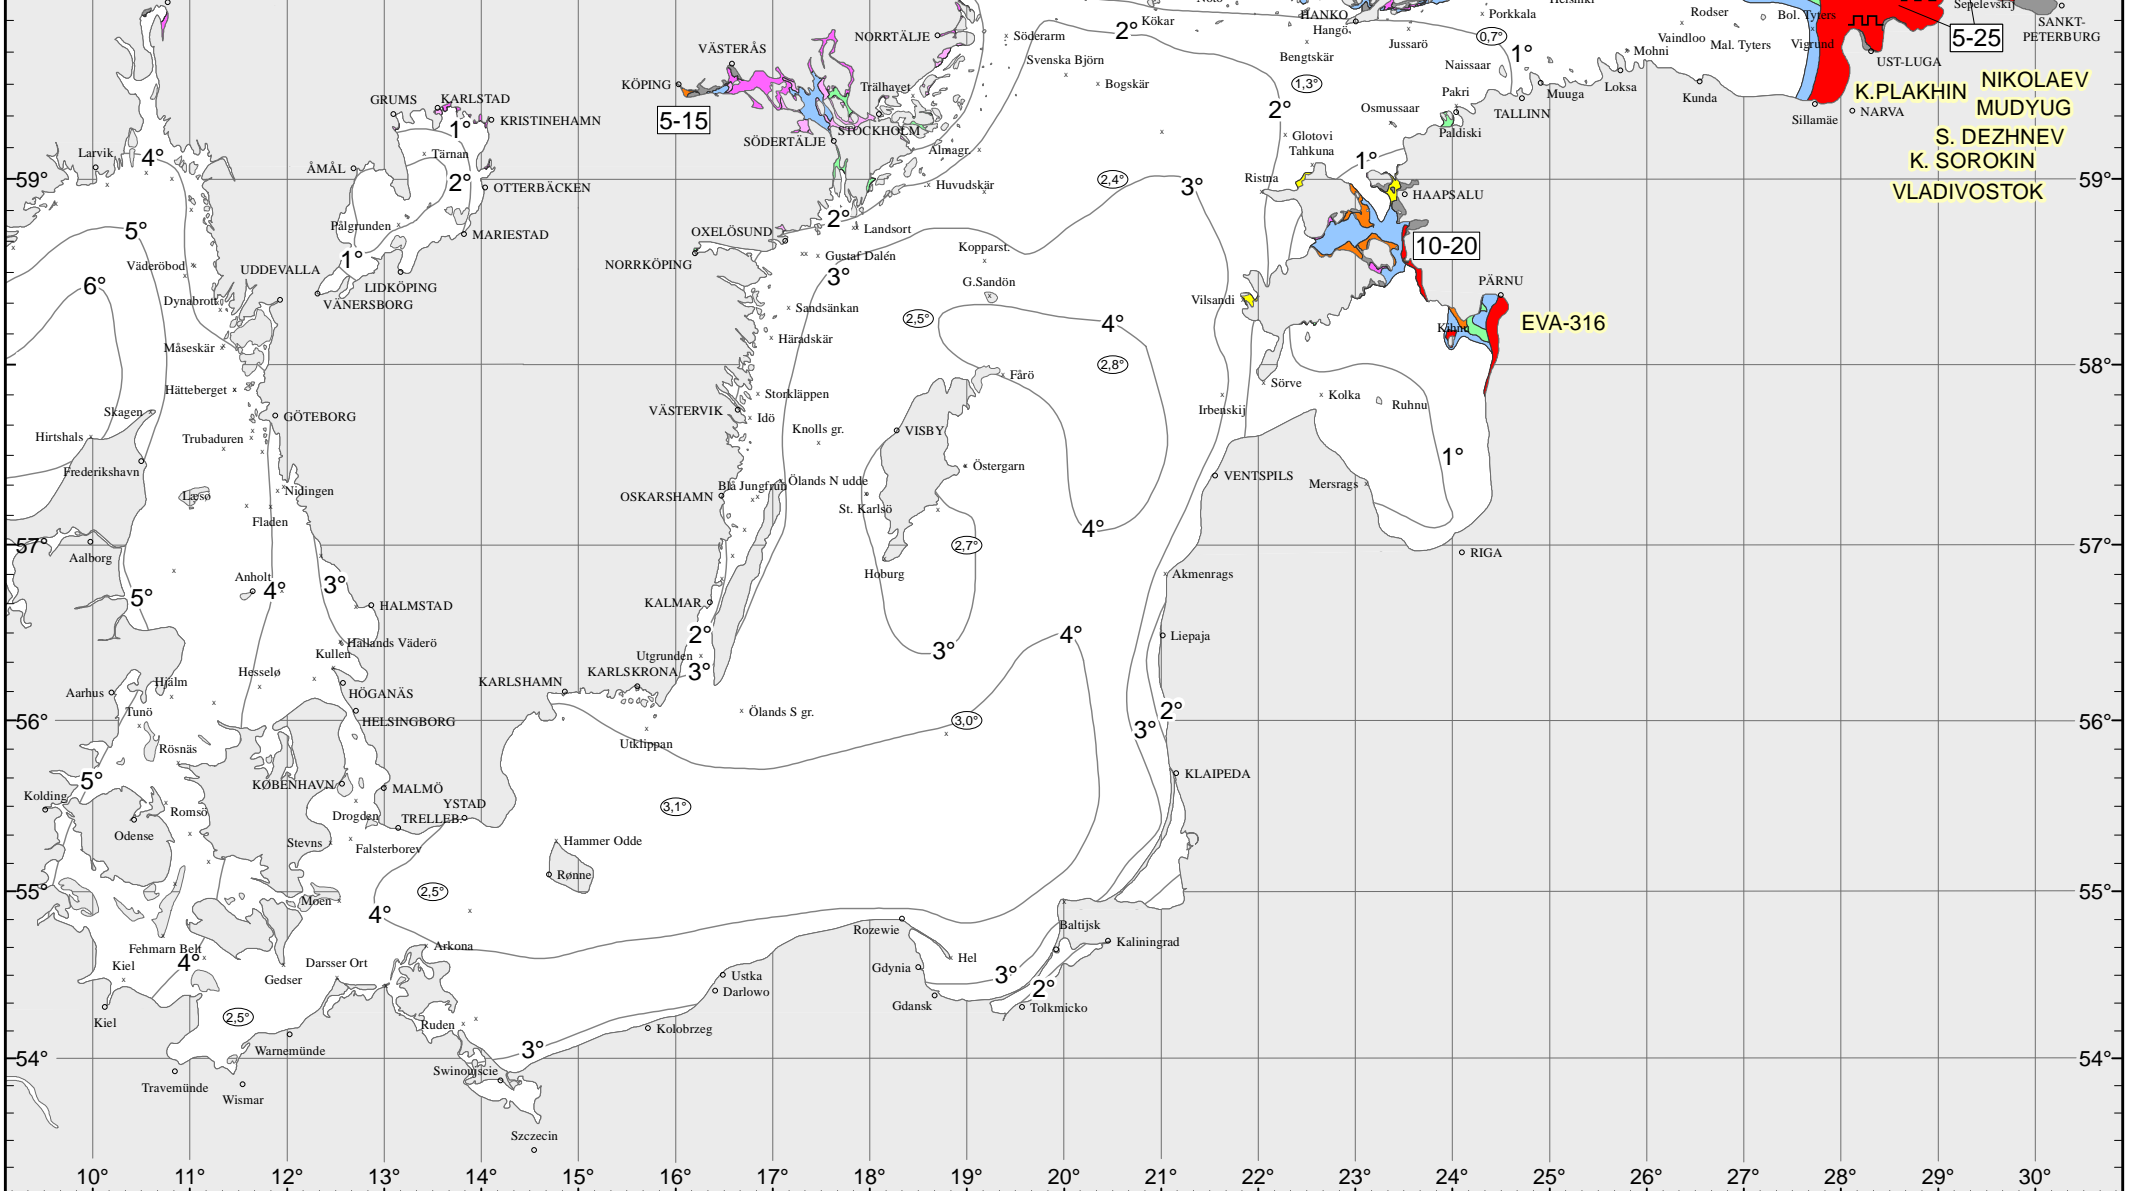 Kökar
HANKO
Hangö
Porkkala
Jussarö
0,7°
Rodser
Bol. Tyters
Sepelevskij
SANKT-
PETERBURG
5-25
VÄSTERÅS
NORRTÄLJE
Söderarm
2°
Svenska Björn
Bengtskär
1°
Naissaar
Mohni
Vaindloo
Mal. Tyters
Vigrund
UST-LUGA
KÖPING
Trälhavet
Bogskär
1,3°
Pakri
Muuga
Loksa
Kunda
K.PLAKHIN
NIKOLAEV
MUDYUG
GRUMS
KARLSTAD
KRISTINEHAMN
5-15
STOCKHOLM
2°
Osmussaar
TALLINN
Sillamäe
NARVA
1°
SÖDERTÄLJE
Glotovi
Paldiski
S. DEZHNEV
Larvik
4°
Tärnan
Almagr.
Tahkuna
1°
K. SOROKIN
ÅMÅL
59°
2°
OTTERBÄCKEN
Huvudskär
2,4°
3°
Ristna
HAAPSALU
VLADIVOSTOK
59°
5°
Pålgrunden
MARIESTAD
OXELÖSUND
2°
Landsort
Kopparst.
10-20
Väderöbod
UDDEVALLA
1°
NORRKÖPING
Gustaf Dalén
6°
LIDKÖPING
3°
G.Sandön
PÄRNU
Dynabrott
VÄNERSBORG
Sandsänkan
Vilsandi
2,5°
4°
Kihnu
EVA-316
Måseskär
Häradskär
58°
2,8°
58°
Hätteberget
Storkläppen
Fårö
Sörve
Kolka
Ruhnu
Skagen
GÖTEBORG
VÄSTERVIK
Idö
Irbenskij
Hirtshals
Trubaduren
Knolls gr.
VISBY
1°
Frederikshavn
Östergarn
VENTSPILS
Mersrags
Læsø
Nidingen
OSKARSHAMN
Blå Jungfrun
Ölands N udde
Fladen
St. Karlsö
4°
57°
2,7°
RIGA
57°
Aalborg
Anholt
4°
3°
Hoburg
Akmenrags
5°
HALMSTAD
KALMAR
Hallands Väderö
2°
4°
Liepaja
Kullen
Utgrunden
3°
Hesselø
KARLSKRONA
3°
Aarhus
Hjälm
HÖGANÄS
KARLSHAMN
Tunö
HELSINGBORG
Ölands S gr.
3,0°
2°
56°
3°
56°
Rösnäs
Utklippan
5°
KØBENHAVN
MALMÖ
KLAIPEDA
Kolding
Romsö
Drogden
YSTAD
TRELLEB.
3,1°
Odense
Stevns
Falsterborev
Hammer Odde
Rønne
55°
Moen
2,5°
55°
4°
Rozewie
Baltijsk
Fehmarn Belt
Arkona
Kaliningrad
Kiel
4°
Darsser Ort
Gdynia
Hel
Gedser
Ustka
3°
Darlowo
2°
Kiel
2,5°
Ruden
Gdansk
Tolkmicko
Warnemünde
3°
Kolobrzeg
54°
54°
Travemünde
Swinoujscie
Wismar
Szczecin
10° 11° 12° 13° 14° 15° 16° 17° 18° 19° 20° 21° 22° 23° 24° 25° 26° 27° 28° 29° 30°